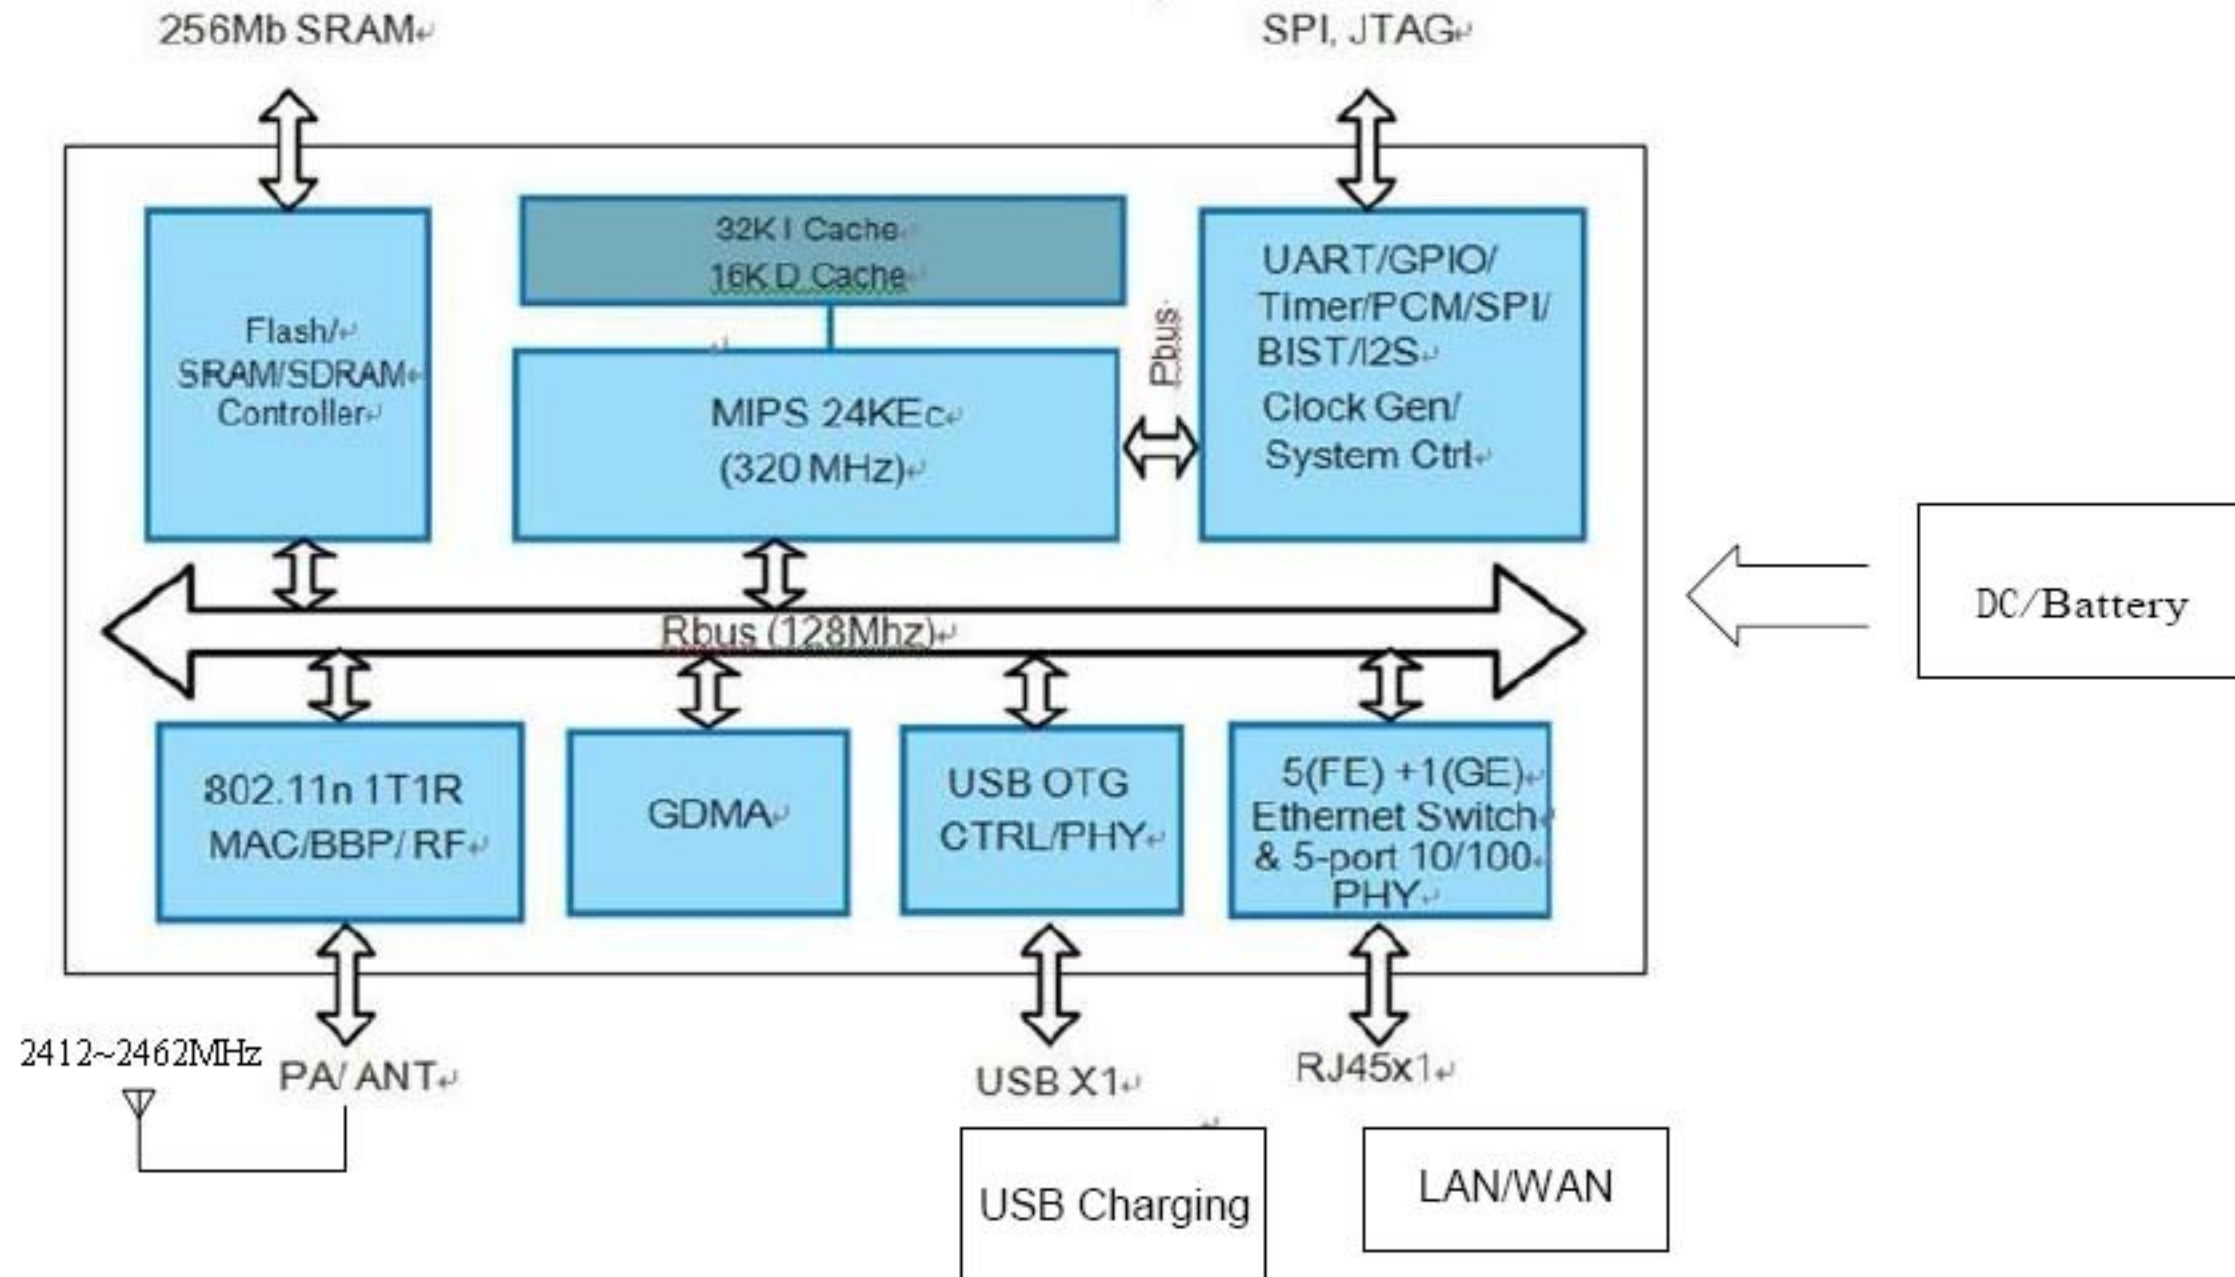 256Mb SRAM
SPI, JTAG
32K I Cache
16K D Cache
Flash/
SRAM/SDRAM
Controller
MIPS 24KEc
(320 MHz)
Pbus
UART/GPIO/
Timer/PCM/SPI/
BIST/I2S
Clock Gen/
System Ctrl
DC/Battery
Rbus (128Mhz)
802.11n 1T1R
MAC/BBP/ RF
GDMA
USB OTG
CTRL/PHY
5(FE) +1(GE)
Ethernet Switch
& 5-port 10/100
PHY
2412~2462MHz
PA/ ANT
USB X1
RJ45x1
USB Charging
LAN/WAN